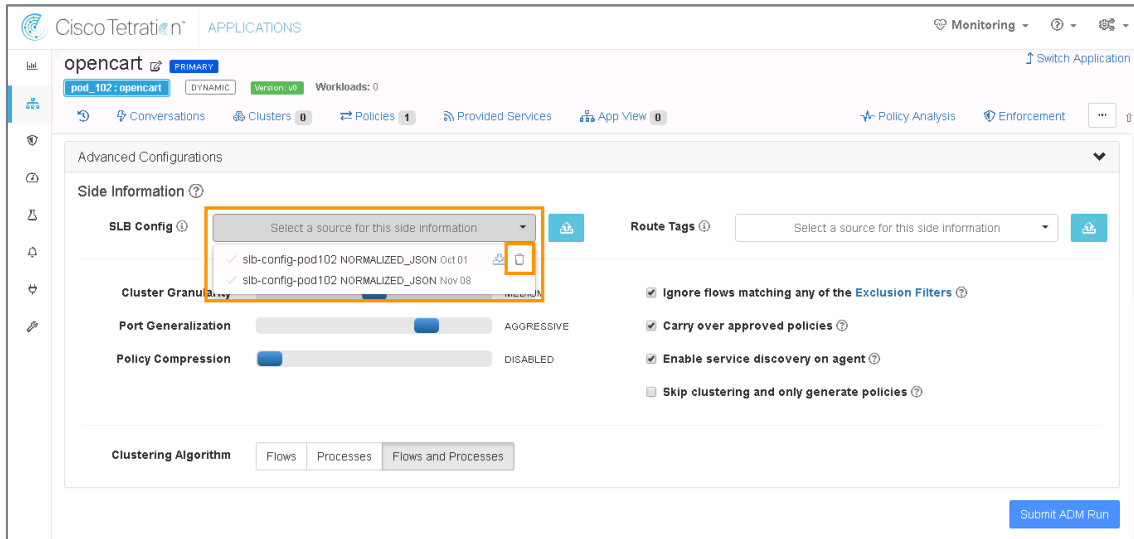 Cisco Tetration™ APPLICATIONS Monitoring
opencart PRIMARY Switch Application
pod_102 : opencart DYNAMIC Version: v0 Workloads: 0
Conversations Clusters 0 Policies 1 Provided Services App View 0 Policy Analysis Enforcement ...
Advanced Configurations
Side Information
SLB Config Select a source for this side information Route Tags Select a source for this side information
slb-config-pod102 NORMALIZED_JSON Oct 01
slb-config-pod102 NORMALIZED_JSON Nov 08
Cluster Granularity MEDIUM Ignore flows matching any of the Exclusion Filters
Port Generalization AGGRESSIVE Carry over approved policies
Policy Compression DISABLED Enable service discovery on agent
Skip clustering and only generate policies
Clustering Algorithm Flows Processes Flows and Processes
Submit ADM Run